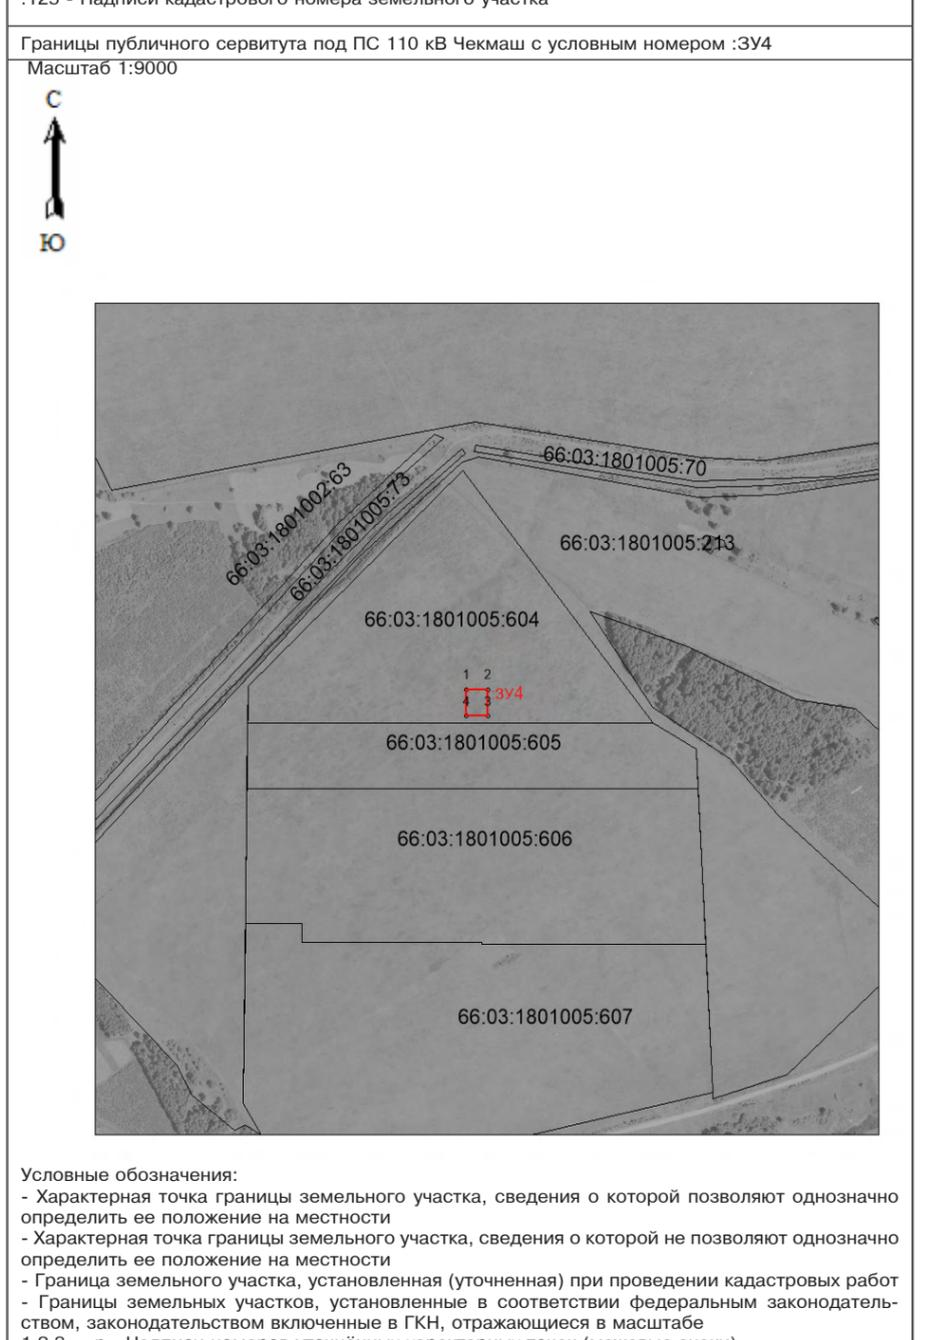 :123 - Надписи кадастрового номера земельного участка
Границы публичного сервитута под ПС 110 кВ Чекмаш с условным номером :ЗУ4
Масштаб 1:9000
С
Ю
66:03:1801005:70
66:03:1801002:63
66:03:1801005:73
66:03:1801005:213
66:03:1801005:604
1 2
ЗУ4
4 3
66:03:1801005:605
66:03:1801005:606
66:03:1801005:607
Условные обозначения:
- Характерная точка границы земельного участка, сведения о которой позволяют однозначно
определить ее положение на местности
- Характерная точка границы земельного участка, сведения о которой не позволяют однозначно
определить ее положение на местности
- Граница земельного участка, установленная (уточненная) при проведении кадастровых работ
- Границы земельных участков, установленные в соответствии федеральным законодатель-
ством, законодательством включенные в ГКН, отражающиеся в масштабе